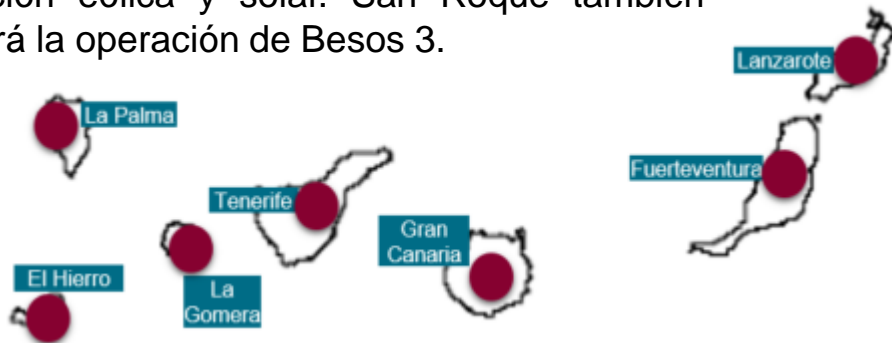 sión eólica y solar. San Roque también
rá la operación de Besos 3.
Lanzarote
La Palma
Fuerteventura
Tenerife
Gran
Canaria
El Hierro
La
Gomera